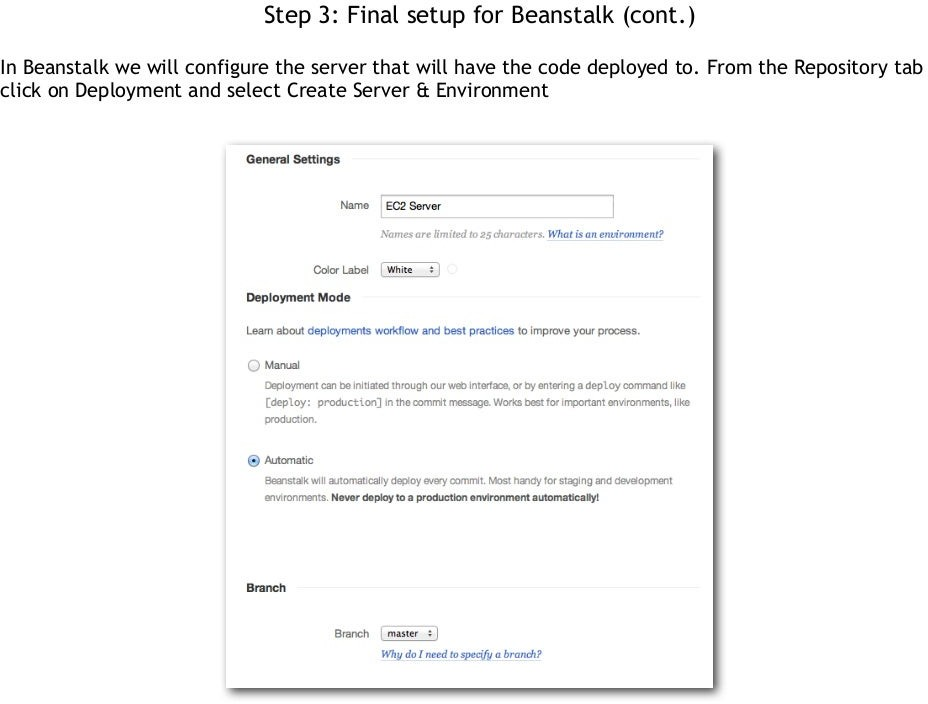 Step 3: Final setup for Beanstalk (cont.)
In Beanstalk we will configure the server that will have the code deployed to. From the Repository tab
click on Deployment and select Create Server & Environment
General Settings
Name EC2 Server
Names are limited to 25 characters. What is an environment?
Color Label White
Deployment Mode
Learn about deployments workflow and best practices to improve your process.
Manual
Deployment can be initiated through our web interface, or by entering a deploy command like
[deploy: production] in the commit message. Works best for important environments, like
production.
Automatic
Beanstalk will automatically deploy every commit. Most handy for staging and development
environments. Never deploy to a production environment automatically!
Branch
Branch master
Why do I need to specify a branch?